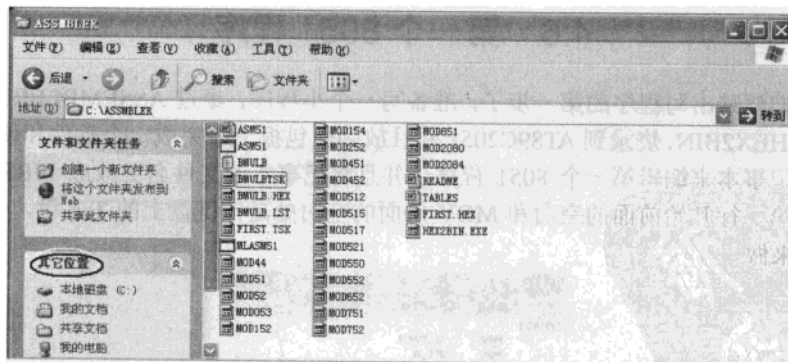 ASSMBLER
文件(F) 编辑(E) 查看(V) 收藏(A) 工具(T) 帮助(H)
后退 搜索 文件夹
地址(D) C:\ASSMBLER 转到
文件和文件夹任务
创建一个新文件夹
将这个文件夹发布到
Web
共享此文件夹
其它位置
本地磁盘 (C:)
我的文档
共享文档
我的电脑
ASM51
ASM51
BMULB
BMULBTSK
BMULB.HEX
BMULB.LST
FIRST.TSK
MLASM51
MOD44
MOD51
MOD52
MOD053
MOD152
MOD154
MOD252
MOD451
MOD452
MOD512
MOD515
MOD517
MOD521
MOD550
MOD552
MOD652
MOD751
MOD752
MOD851
MOD2080
MOD2084
README
TABLES
FIRST.HEX
HEX2BIN.EXE